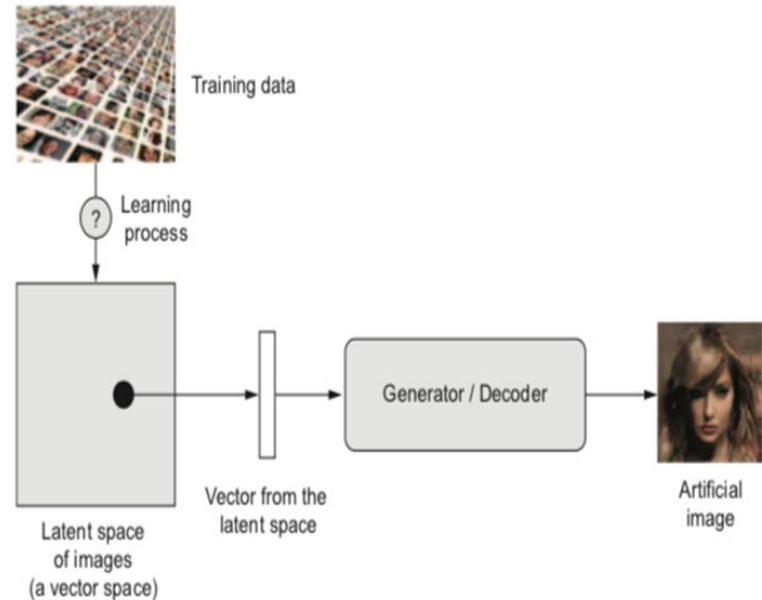 Training data
?
Learning
process
Generator / Decoder
Vector from the
latent space
Artificial
image
Latent space
of images
(a vector space)